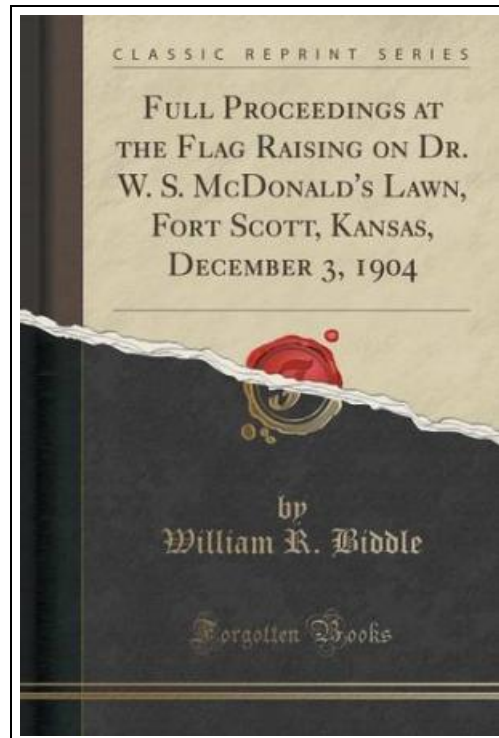 CLASSIC REPRINT SERIES
FULL PROCEEDINGS AT
THE FLAG RAISING ON DR.
W. S. MCDONALD'S LAWN,
FORT SCOTT, KANSAS,
DECEMBER 3, 1904
by
William R. Biddle
Forgotten Books